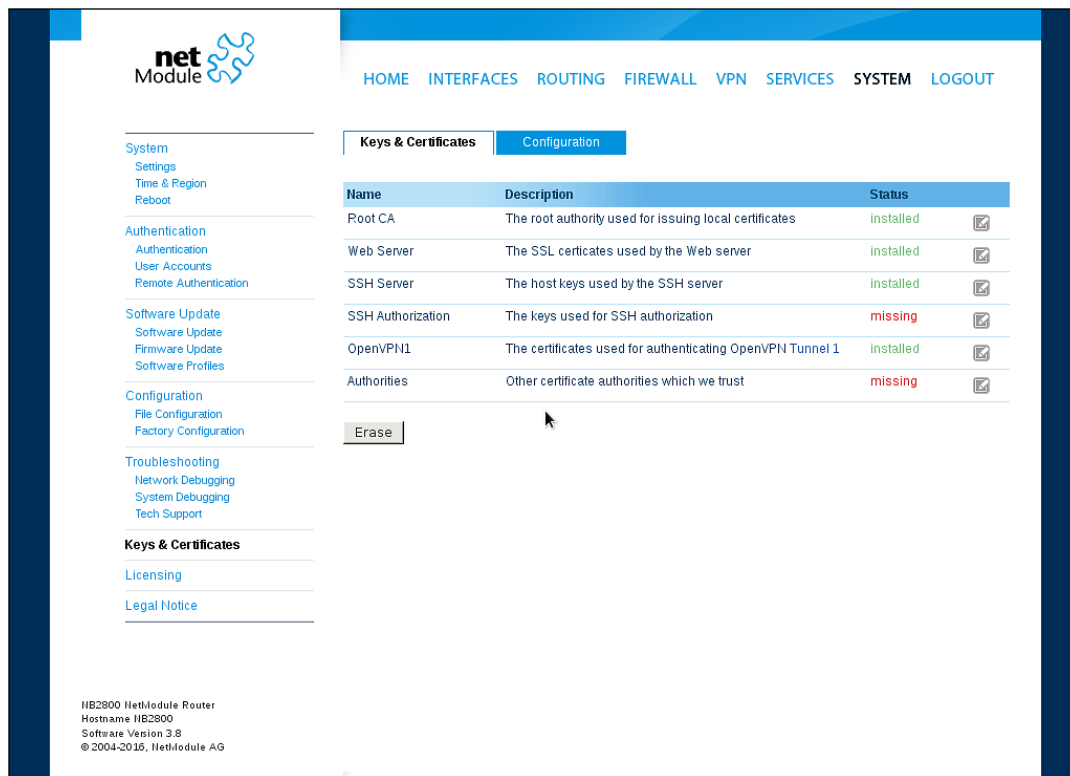 net
Module
HOME INTERFACES ROUTING FIREWALL VPN SERVICES SYSTEM LOGOUT
System
Settings
Time & Region
Reboot
Authentication
Authentication
User Accounts
Remote Authentication
Software Update
Software Update
Firmware Update
Software Profiles
Configuration
File Configuration
Factory Configuration
Troubleshooting
Network Debugging
System Debugging
Tech Support
Keys & Certificates
Licensing
Legal Notice
Keys & Certificates Configuration
Name Description Status
Root CA The root authority used for issuing local certificates installed
Web Server The SSL certicates used by the Web server installed
SSH Server The host keys used by the SSH server installed
SSH Authorization The keys used for SSH authorization missing
OpenVPN1 The certificates used for authenticating OpenVPN Tunnel 1 installed
Authorities Other certificate authorities which we trust missing
Erase
NB2800 NetModule Router
Hostname NB2800
Software Version 3.8
© 2004-2016, NetModule AG